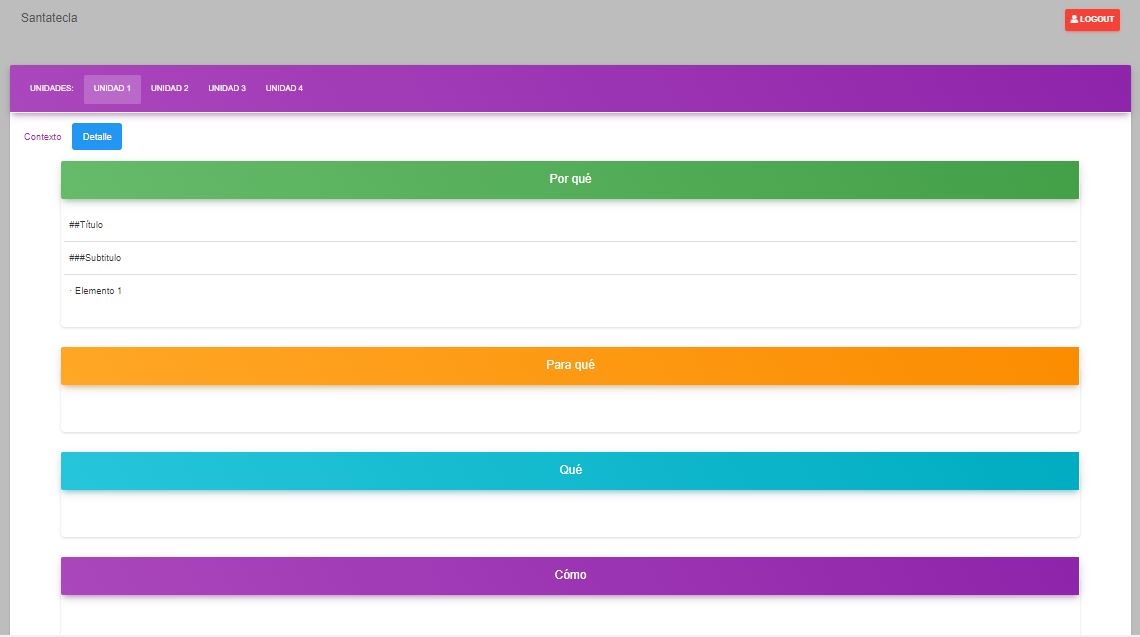 Santatecla
LOGOUT
UNIDADES: UNIDAD 1 UNIDAD 2 UNIDAD 3 UNIDAD 4
Contexto Detalle
Por qué
##Título
###Subtitulo
- Elemento 1
Para qué
Qué
Cómo